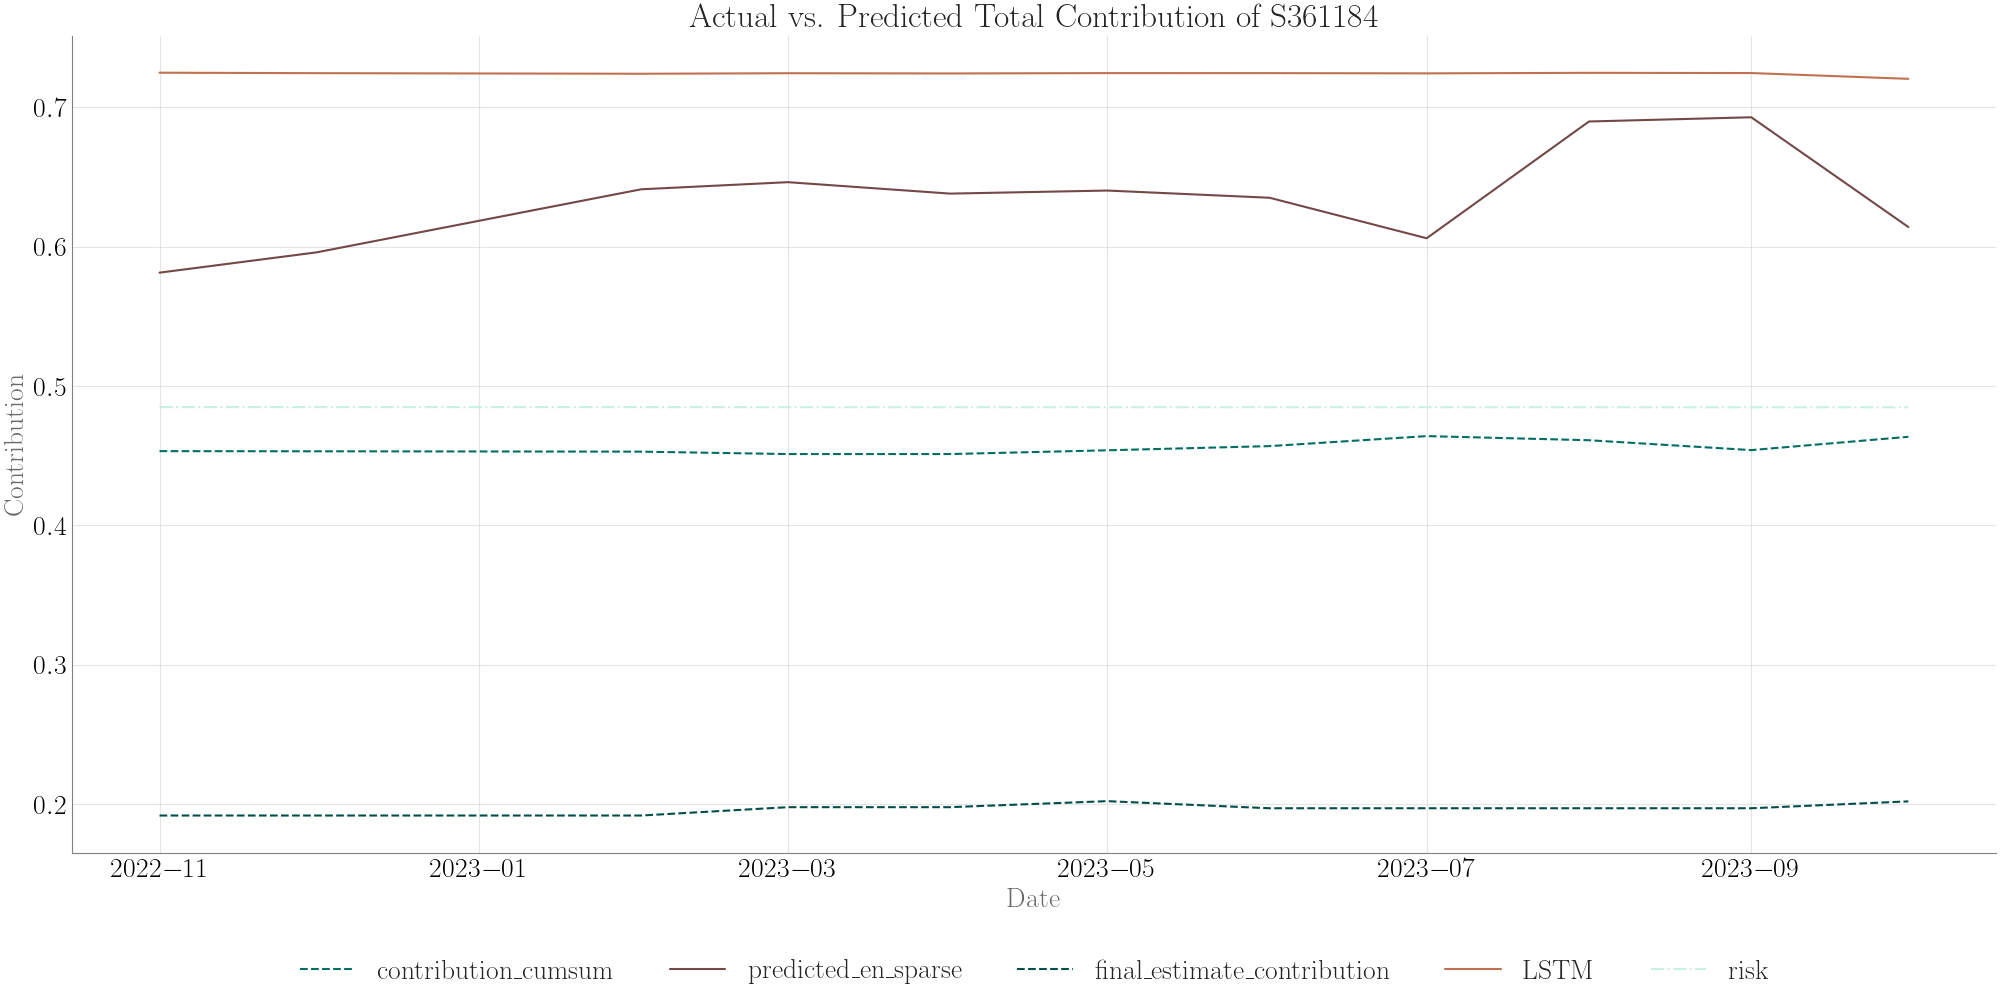 Actual vs. Predicted Total Contribution of S361184
Contribution
0.7
0.6
0.5
0.4
0.3
0.2
2022−11 2023−01 2023−03 2023−05 2023−07 2023−09
Date
contribution_cumsum predicted_en_sparse final_estimate_contribution LSTM risk